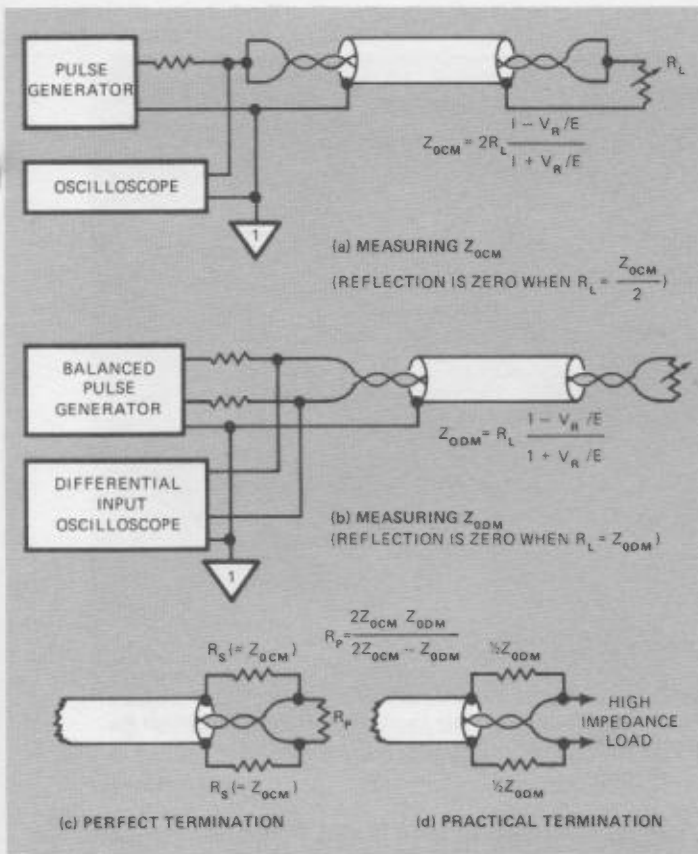 PULSE
GENERATOR
OSCILLOSCOPE
1
R_L
Z_0CM = 2R_L (1 - V_R/E) / (1 + V_R/E)
(a) MEASURING Z_0CM
(REFLECTION IS ZERO WHEN R_L = Z_0CM / 2)
BALANCED
PULSE
GENERATOR
DIFFERENTIAL
INPUT
OSCILLOSCOPE
1
Z_0DM = R_L (1 - V_R/E) / (1 + V_R/E)
(b) MEASURING Z_0DM
(REFLECTION IS ZERO WHEN R_L = Z_0DM)
R_S (= Z_0CM)
R_P = 2Z_0CM Z_0DM / 2Z_0CM - Z_0DM
R_P
R_S (= Z_0CM)
(c) PERFECT TERMINATION
½Z_0DM
HIGH
IMPEDANCE
LOAD
½Z_0DM
(d) PRACTICAL TERMINATION